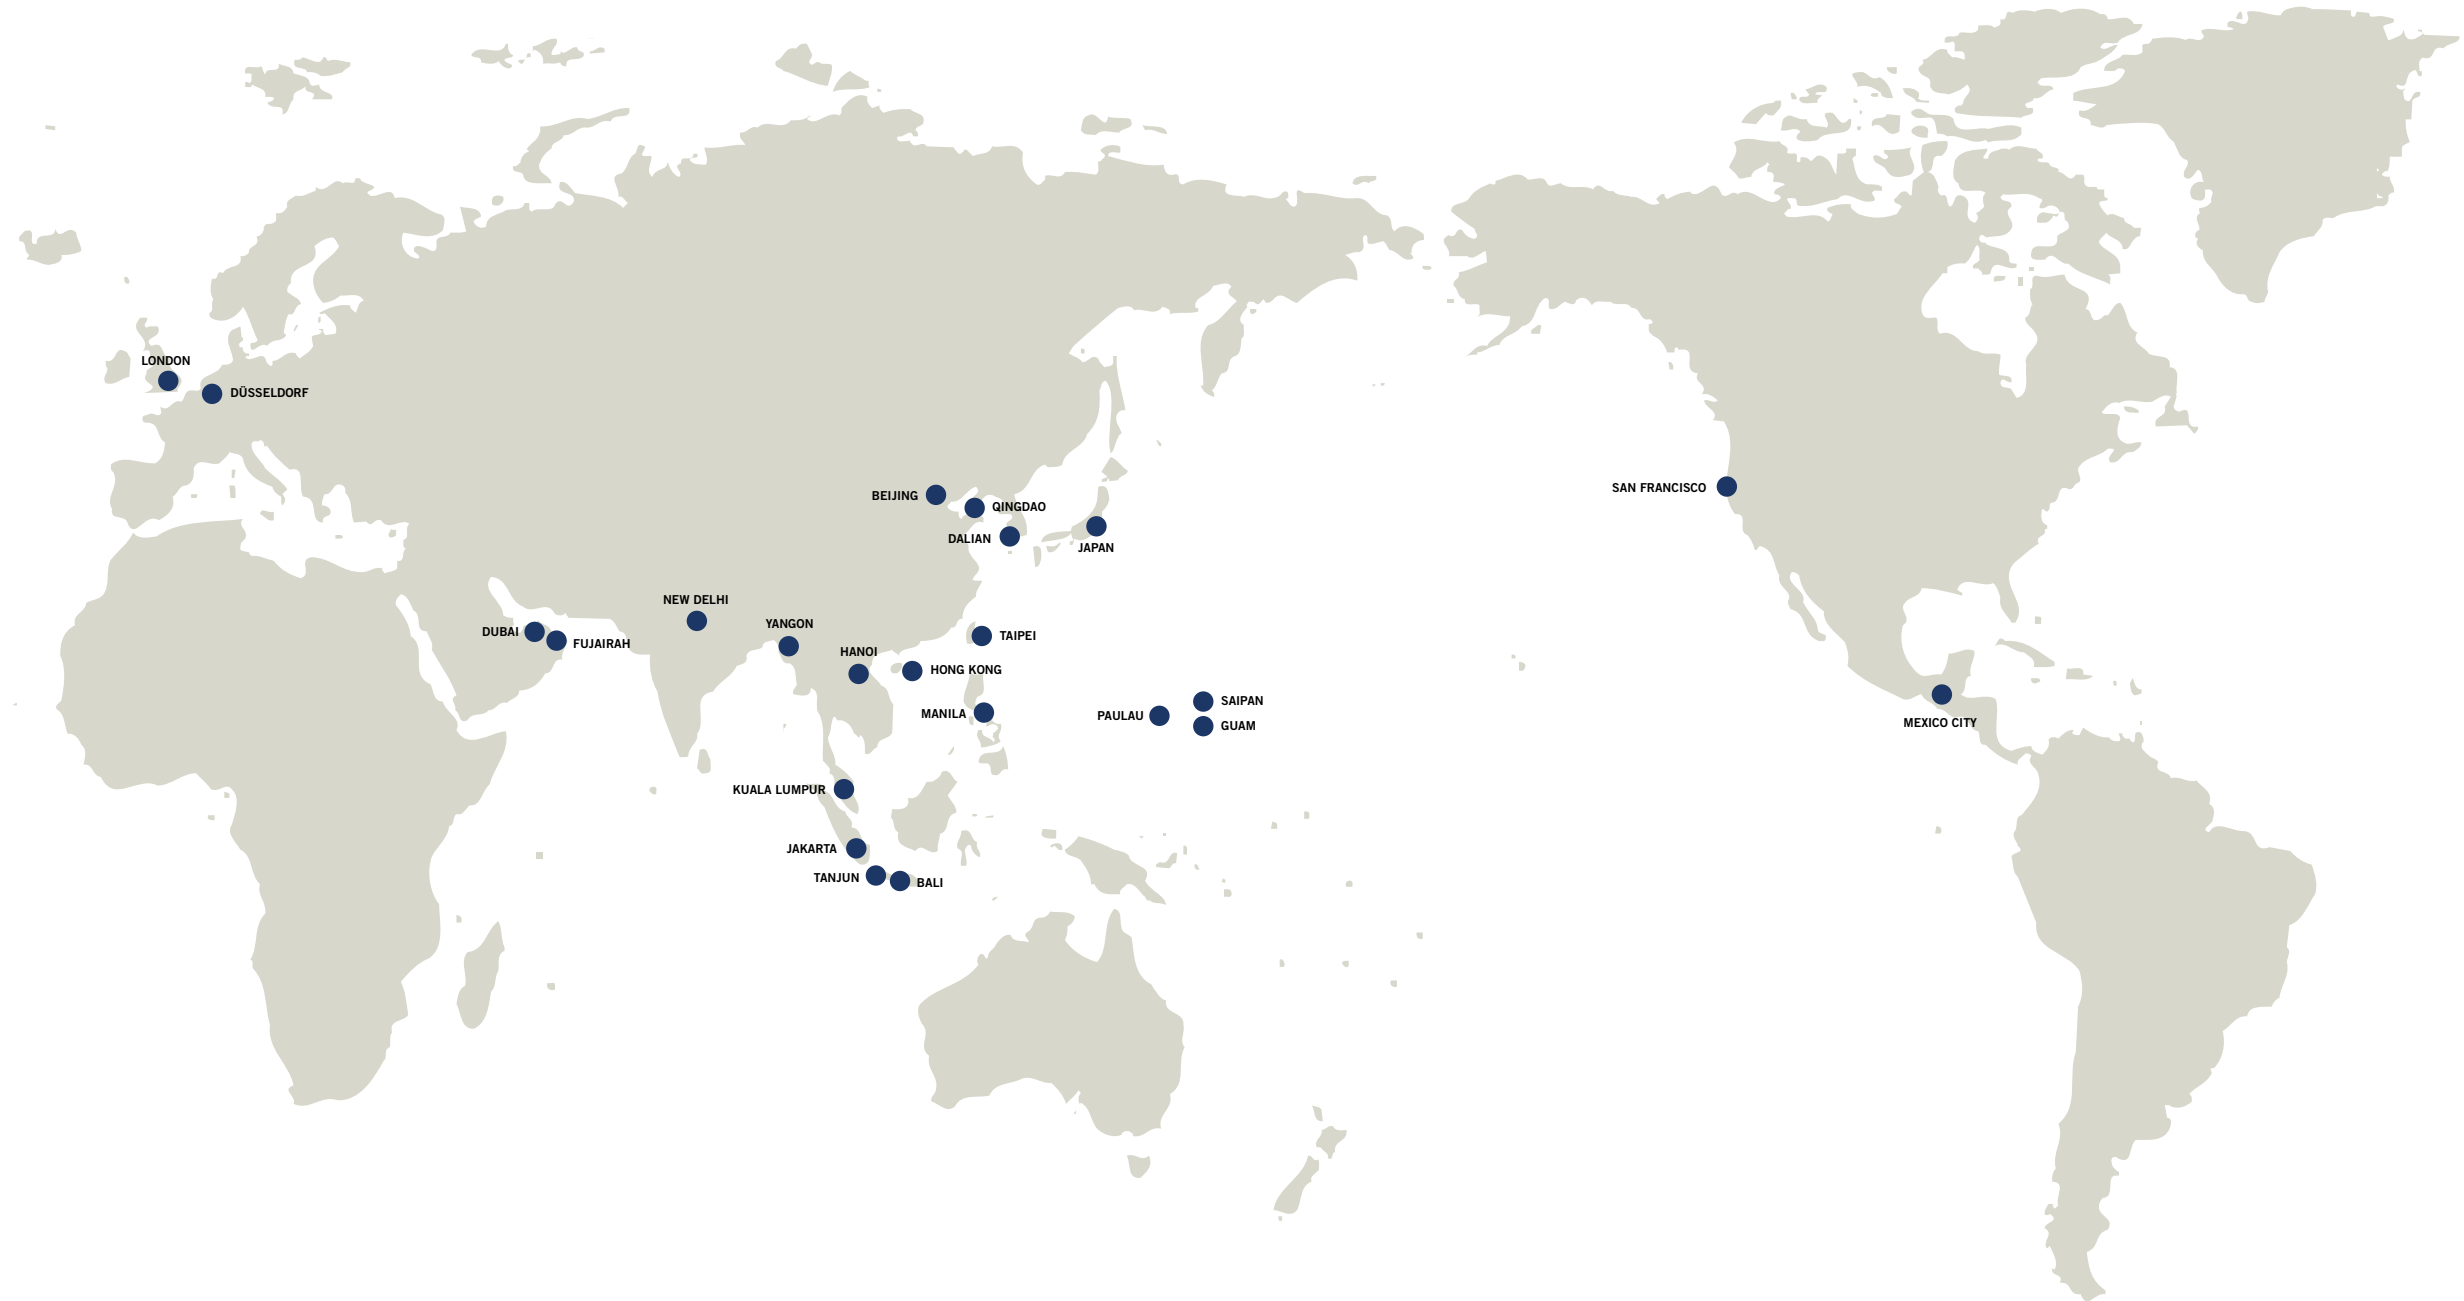 LONDON
DÜSSELDORF
BEIJING
QINGDAO
DALIAN
JAPAN
SAN FRANCISCO
NEW DELHI
YANGON
DUBAI
FUJAIRAH
HANOI
TAIPEI
HONG KONG
MANILA
PAULAU
SAIPAN
GUAM
MEXICO CITY
KUALA LUMPUR
JAKARTA
TANJUN
BALI